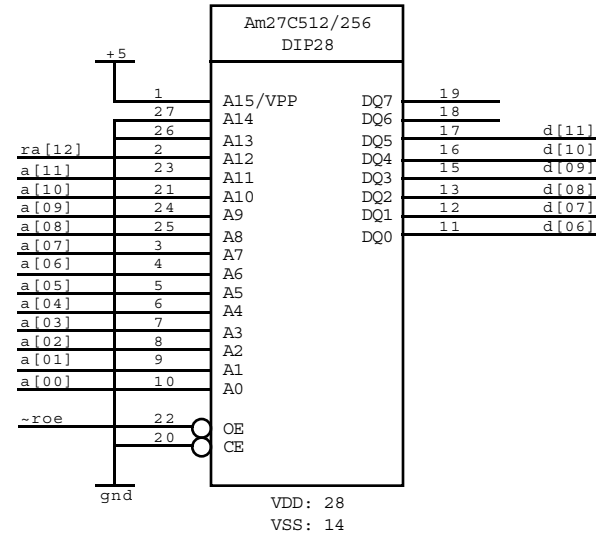 Am27C512/256
DIP28
+5
1 A15/VPP DQ7 19
27 A14 DQ6 18
26 A13 DQ5 17 d[11]
ra[12] 2 A12 DQ4 16 d[10]
a[11] 23 A11 DQ3 15 d[09]
a[10] 21 A10 DQ2 13 d[08]
a[09] 24 A9 DQ1 12 d[07]
a[08] 25 A8 DQ0 11 d[06]
a[07] 3 A7
a[06] 4 A6
a[05] 5 A5
a[04] 6 A4
a[03] 7 A3
a[02] 8 A2
a[01] 9 A1
a[00] 10 A0
~roe 22 OE
20 CE
gnd
VDD: 28
VSS: 14